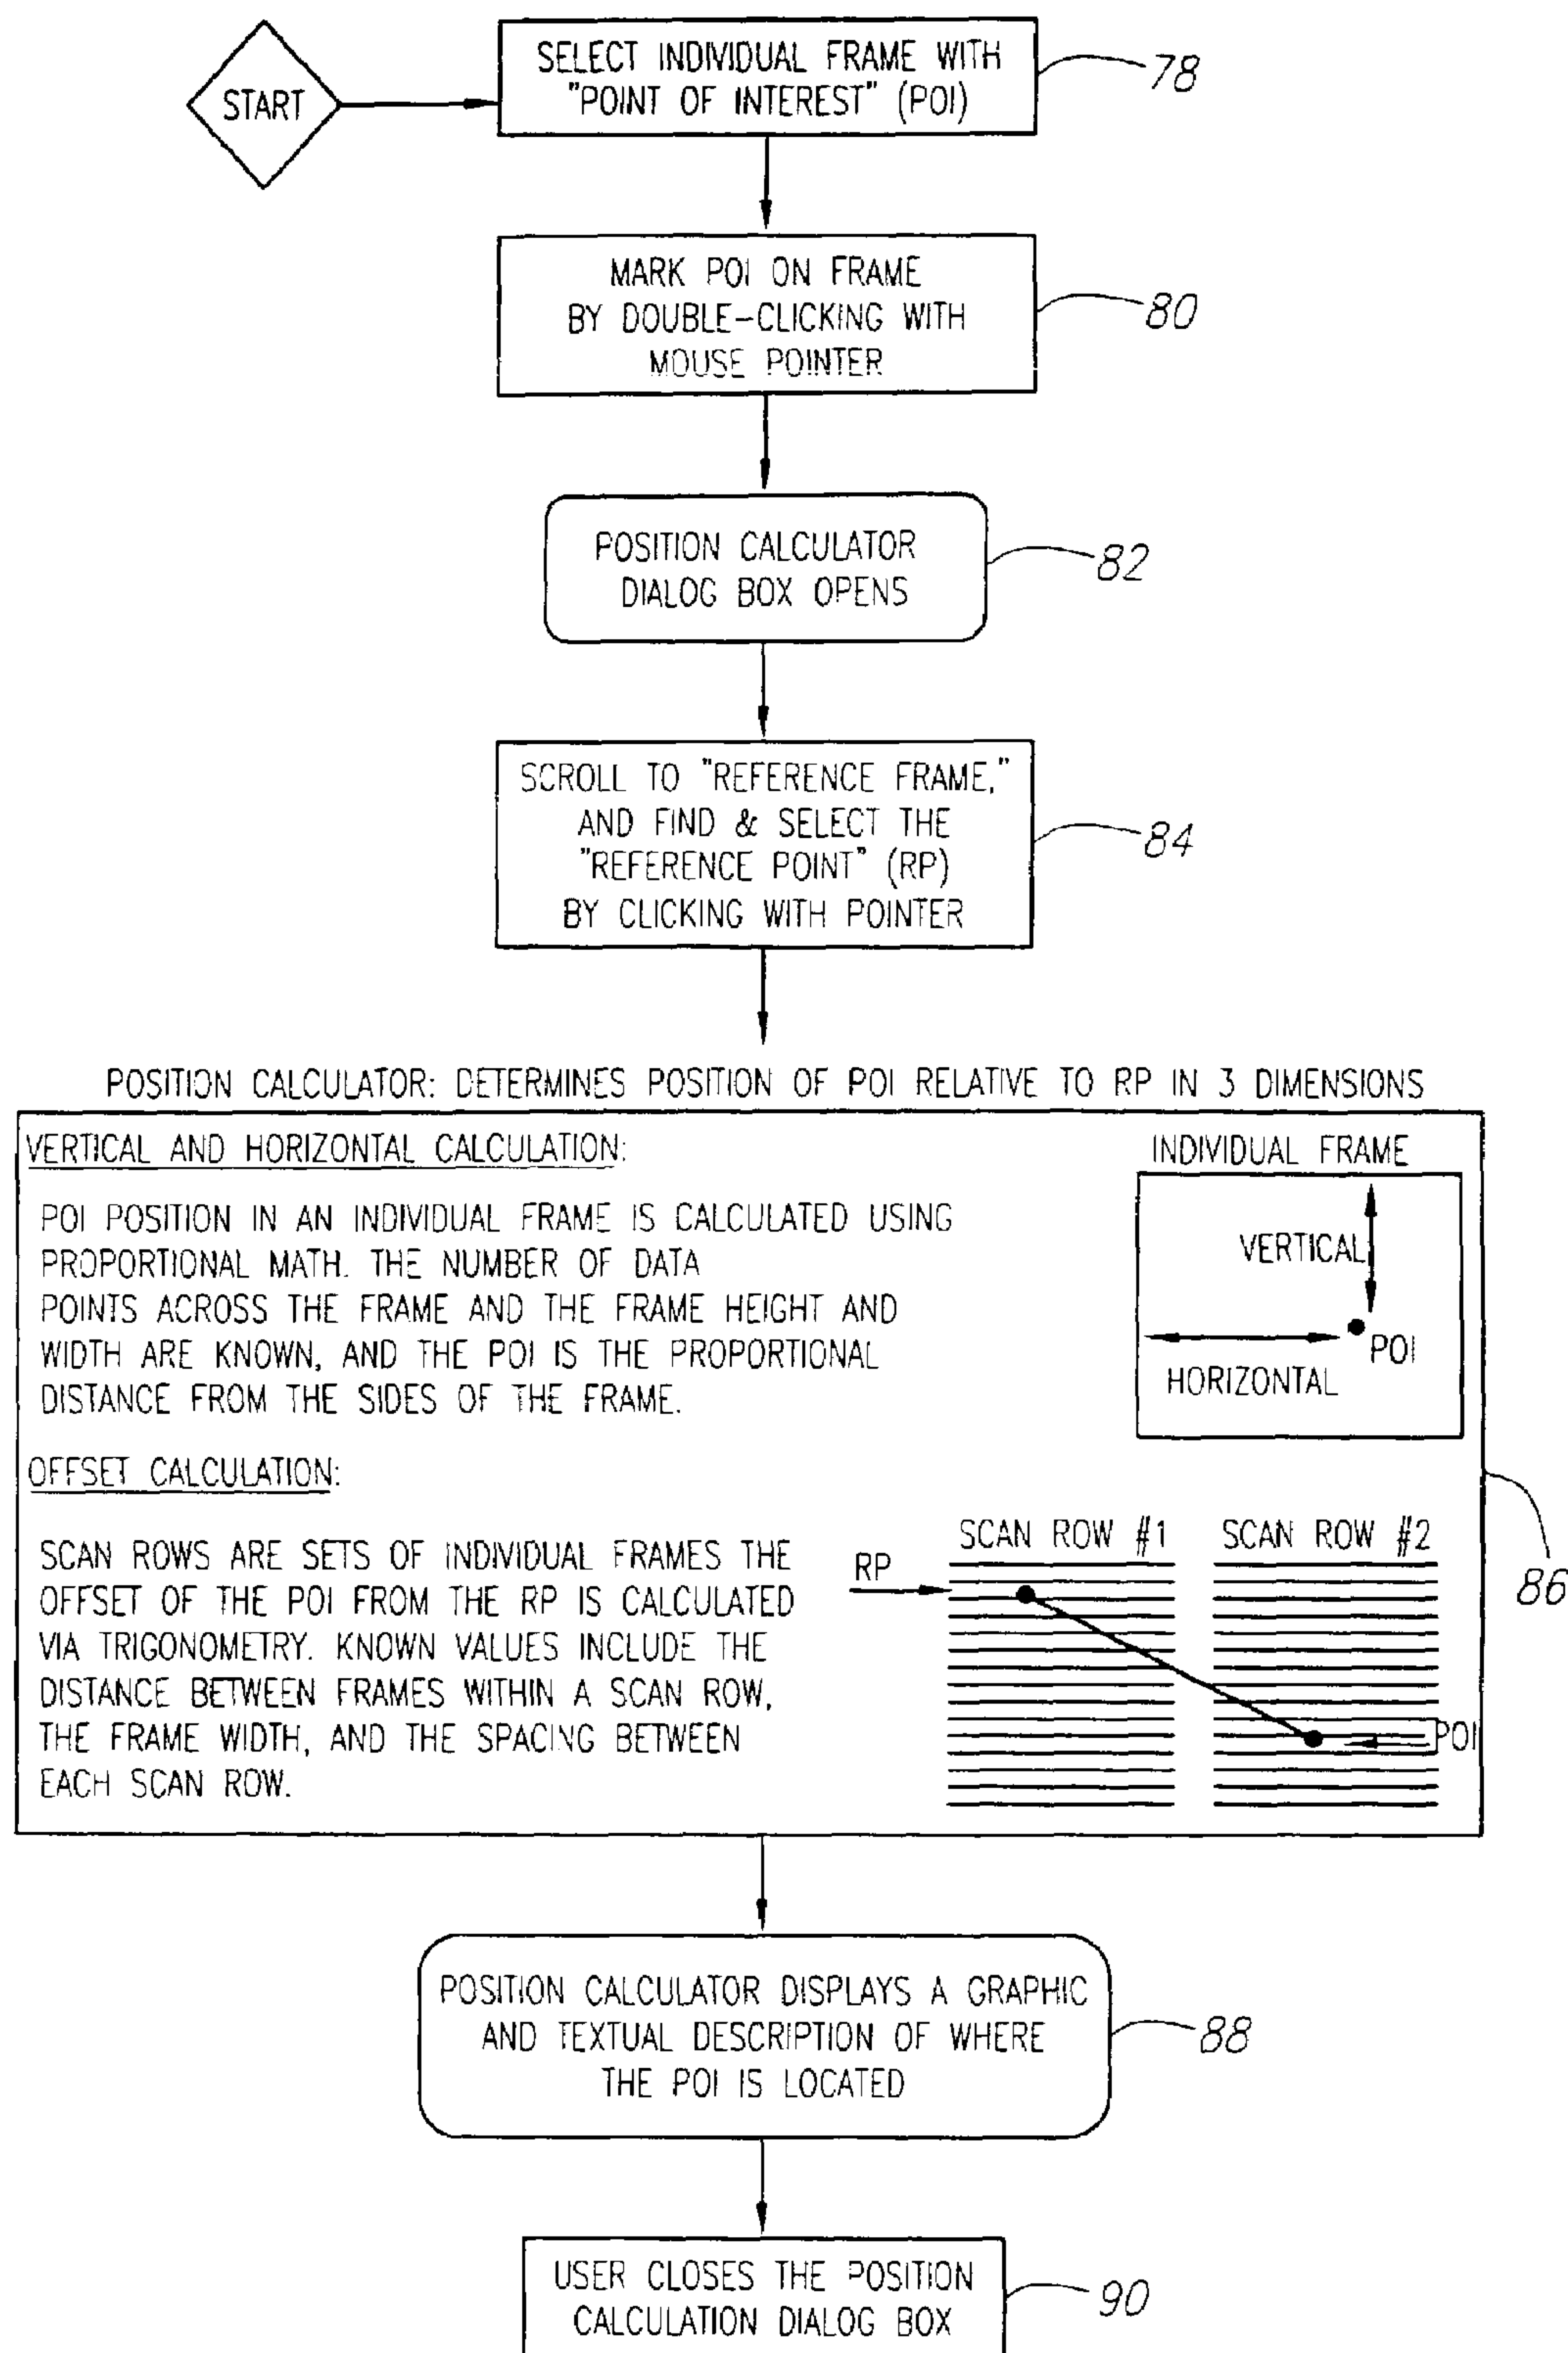 START
SELECT INDIVIDUAL FRAME WITH
"POINT OF INTEREST" (POI)
78
MARK POI ON FRAME
BY DOUBLE-CLICKING WITH
MOUSE POINTER
80
POSITION CALCULATOR
DIALOG BOX OPENS
82
SCROLL TO "REFERENCE FRAME,"
AND FIND & SELECT THE
"REFERENCE POINT" (RP)
BY CLICKING WITH POINTER
84
POSITION CALCULATOR: DETERMINES POSITION OF POI RELATIVE TO RP IN 3 DIMENSIONS
VERTICAL AND HORIZONTAL CALCULATION:
POI POSITION IN AN INDIVIDUAL FRAME IS CALCULATED USING
PROPORTIONAL MATH. THE NUMBER OF DATA
POINTS ACROSS THE FRAME AND THE FRAME HEIGHT AND
WIDTH ARE KNOWN, AND THE POI IS THE PROPORTIONAL
DISTANCE FROM THE SIDES OF THE FRAME.
INDIVIDUAL FRAME
VERTICAL
POI
HORIZONTAL
OFFSET CALCULATION:
SCAN ROWS ARE SETS OF INDIVIDUAL FRAMES THE
OFFSET OF THE POI FROM THE RP IS CALCULATED
VIA TRIGONOMETRY. KNOWN VALUES INCLUDE THE
DISTANCE BETWEEN FRAMES WITHIN A SCAN ROW,
THE FRAME WIDTH, AND THE SPACING BETWEEN
EACH SCAN ROW.
SCAN ROW #1
SCAN ROW #2
RP
POI
86
POSITION CALCULATOR DISPLAYS A GRAPHIC
AND TEXTUAL DESCRIPTION OF WHERE
THE POI IS LOCATED
88
USER CLOSES THE POSITION
CALCULATION DIALOG BOX
90